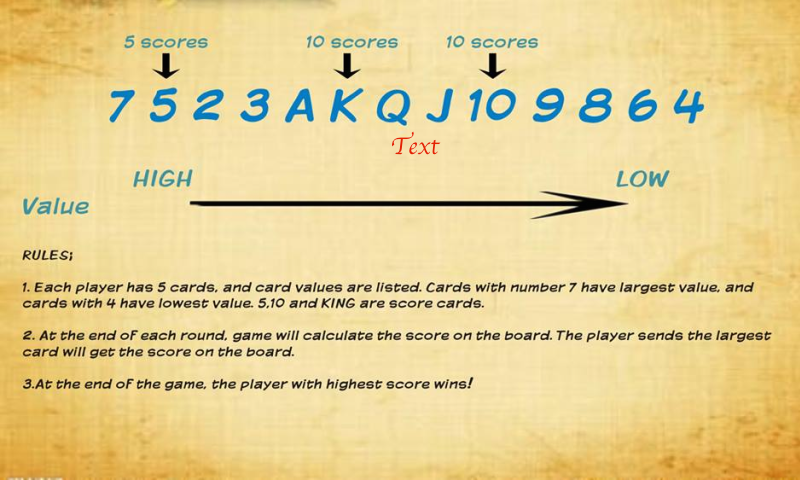 5 scores 10 scores 10 scores
7 5 2 3 A K Q J 10 9 8 6 4
Text
HIGH LOW
Value
RULES;
1. Each player has 5 cards, and card values are listed. Cards with number 7 have largest value, and
cards with 4 have lowest value. 5,10 and KING are score cards.
2. At the end of each round, game will calculate the score on the board. The player sends the largest
card will get the score on the board.
3.At the end of the game, the player with highest score wins!